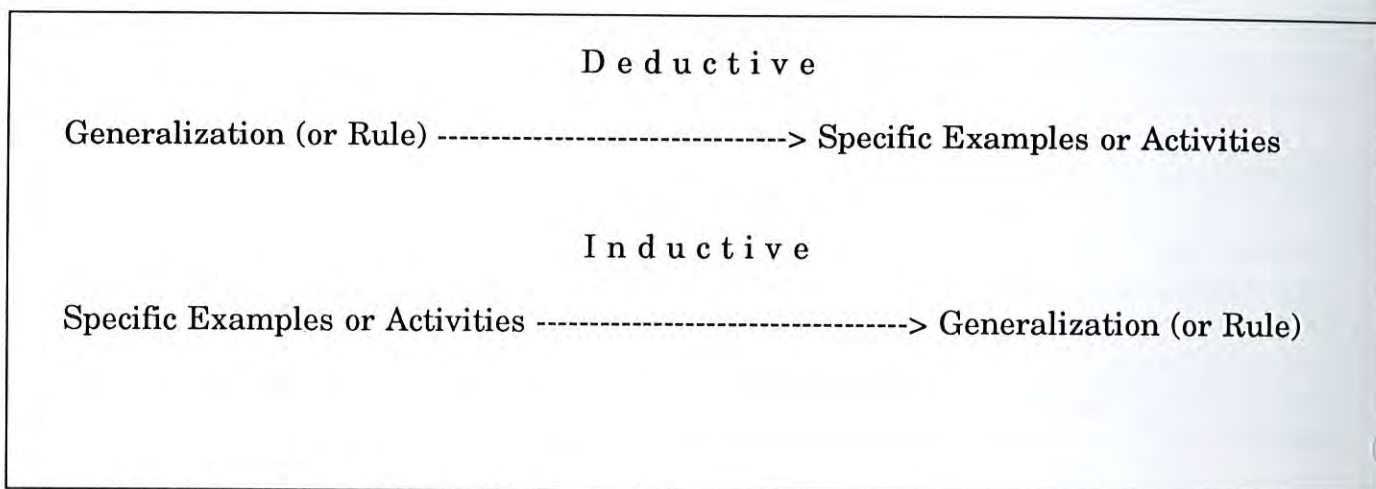 D e d u c t i v e
Generalization (or Rule) --------------------------------> Specific Examples or Activities
I n d u c t i v e
Specific Examples or Activities ----------------------------------> Generalization (or Rule)